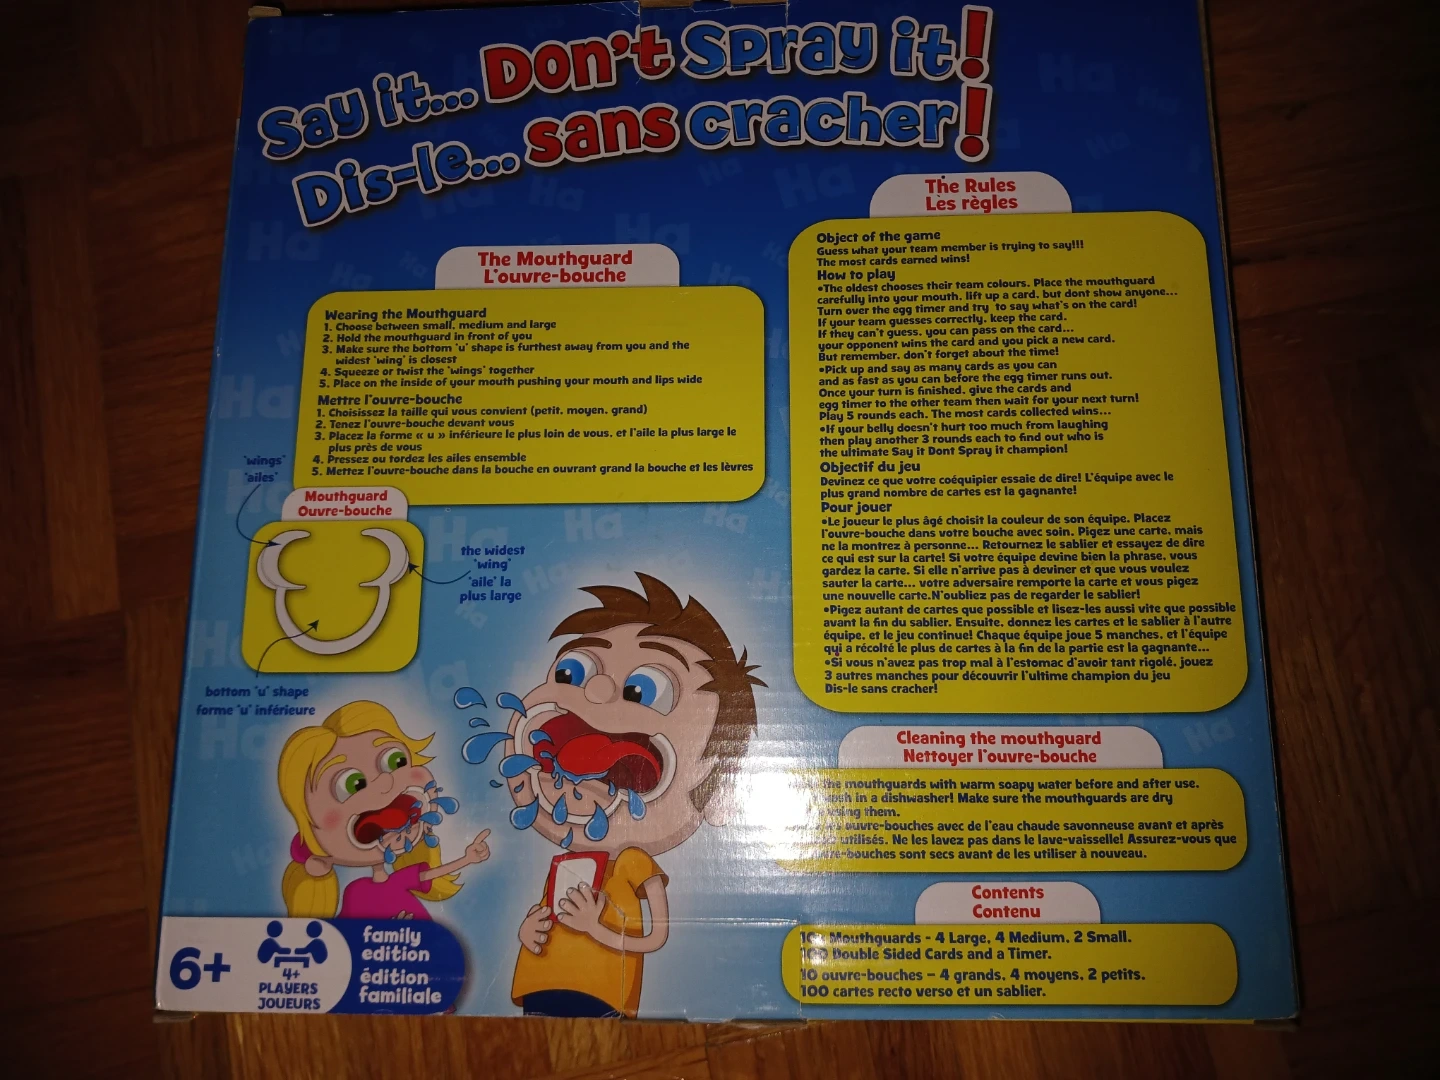 Say it... Don't Spray it!
Dis-le... sans cracher!
The Mouthguard
L'ouvre-bouche
Wearing the Mouthguard
1. Choose between small, medium and large
2. Hold the mouthguard in front of you
3. Make sure the bottom 'u' shape is furthest away from you and the
widest 'wing' is closest
4. Squeeze or twist the 'wings' together
5. Place on the inside of your mouth pushing your mouth and lips wide
Mettre l'ouvre-bouche
1. Choisissez la taille qui vous convient (petit, moyen, grand)
2. Tenez l'ouvre-bouche devant vous
3. Placez la forme « u » inférieure le plus loin de vous, et l'aile la plus large le
plus près de vous
4. Pressez ou tordez les ailes ensemble
5. Mettez l'ouvre-bouche dans la bouche en ouvrant grand la bouche et les lèvres
'wings'
'ailes'
Mouthguard
Ouvre-bouche
the widest
'wing'
'aile' la
plus large
bottom 'u' shape
forme 'u' inférieure
The Rules
Les règles
Object of the game
Guess what your team member is trying to say!!!
The most cards earned wins!
How to play
•The oldest chooses their team colours. Place the mouthguard
carefully into your mouth, lift up a card, but dont show anyone...
Turn over the egg timer and try to say what's on the card!
If your team guesses correctly, keep the card.
If they can't guess, you can pass on the card...
your opponent wins the card and you pick a new card.
But remember, don't forget about the time!
•Pick up and say as many cards as you can
and as fast as you can before the egg timer runs out.
Once your turn is finished, give the cards and
egg timer to the other team then wait for your next turn!
Play 5 rounds each. The most cards collected wins...
•If your belly doesn't hurt too much from laughing
then play another 3 rounds each to find out who is
the ultimate Say it Dont Spray it champion!
Objectif du jeu
Devinez ce que votre coéquipier essaie de dire! L'équipe avec le
plus grand nombre de cartes est la gagnante!
Pour jouer
•Le joueur le plus âgé choisit la couleur de son équipe. Placez
l'ouvre-bouche dans votre bouche avec soin. Pigez une carte, mais
ne la montrez à personne... Retournez le sablier et essayez de dire
ce qui est sur la carte! Si votre équipe devine bien la phrase, vous
gardez la carte. Si elle n'arrive pas à deviner et que vous voulez
sauter la carte... votre adversaire remporte la carte et vous pigez
une nouvelle carte.N'oubliez pas de regarder le sablier!
•Pigez autant de cartes que possible et lisez-les aussi vite que possible
avant la fin du sablier. Ensuite, donnez les cartes et le sablier à l'autre
équipe, et le jeu continue! Chaque équipe joue 5 manches, et l'équipe
qui a récolté le plus de cartes à la fin de la partie est la gagnante...
•Si vous n'avez pas trop mal à l'estomac d'avoir tant rigolé, jouez
3 autres manches pour découvrir l'ultime champion du jeu
Dis-le sans cracher!
Cleaning the mouthguard
Nettoyer l'ouvre-bouche
the mouthguards with warm soapy water before and after use.
in a dishwasher! Make sure the mouthguards are dry
them.
ouvre-bouches avec de l'eau chaude savonneuse avant et après
utilisés. Ne les lavez pas dans le lave-vaisselle! Assurez-vous que
ouvre-bouches sont secs avant de les utiliser à nouveau.
Contents
Contenu
10 Mouthguards - 4 Large, 4 Medium, 2 Small.
100 Double Sided Cards and a Timer.
10 ouvre-bouches – 4 grands, 4 moyens, 2 petits.
100 cartes recto verso et un sablier.
6+
4+
PLAYERS
JOUEURS
family
edition
édition
familiale
Ha